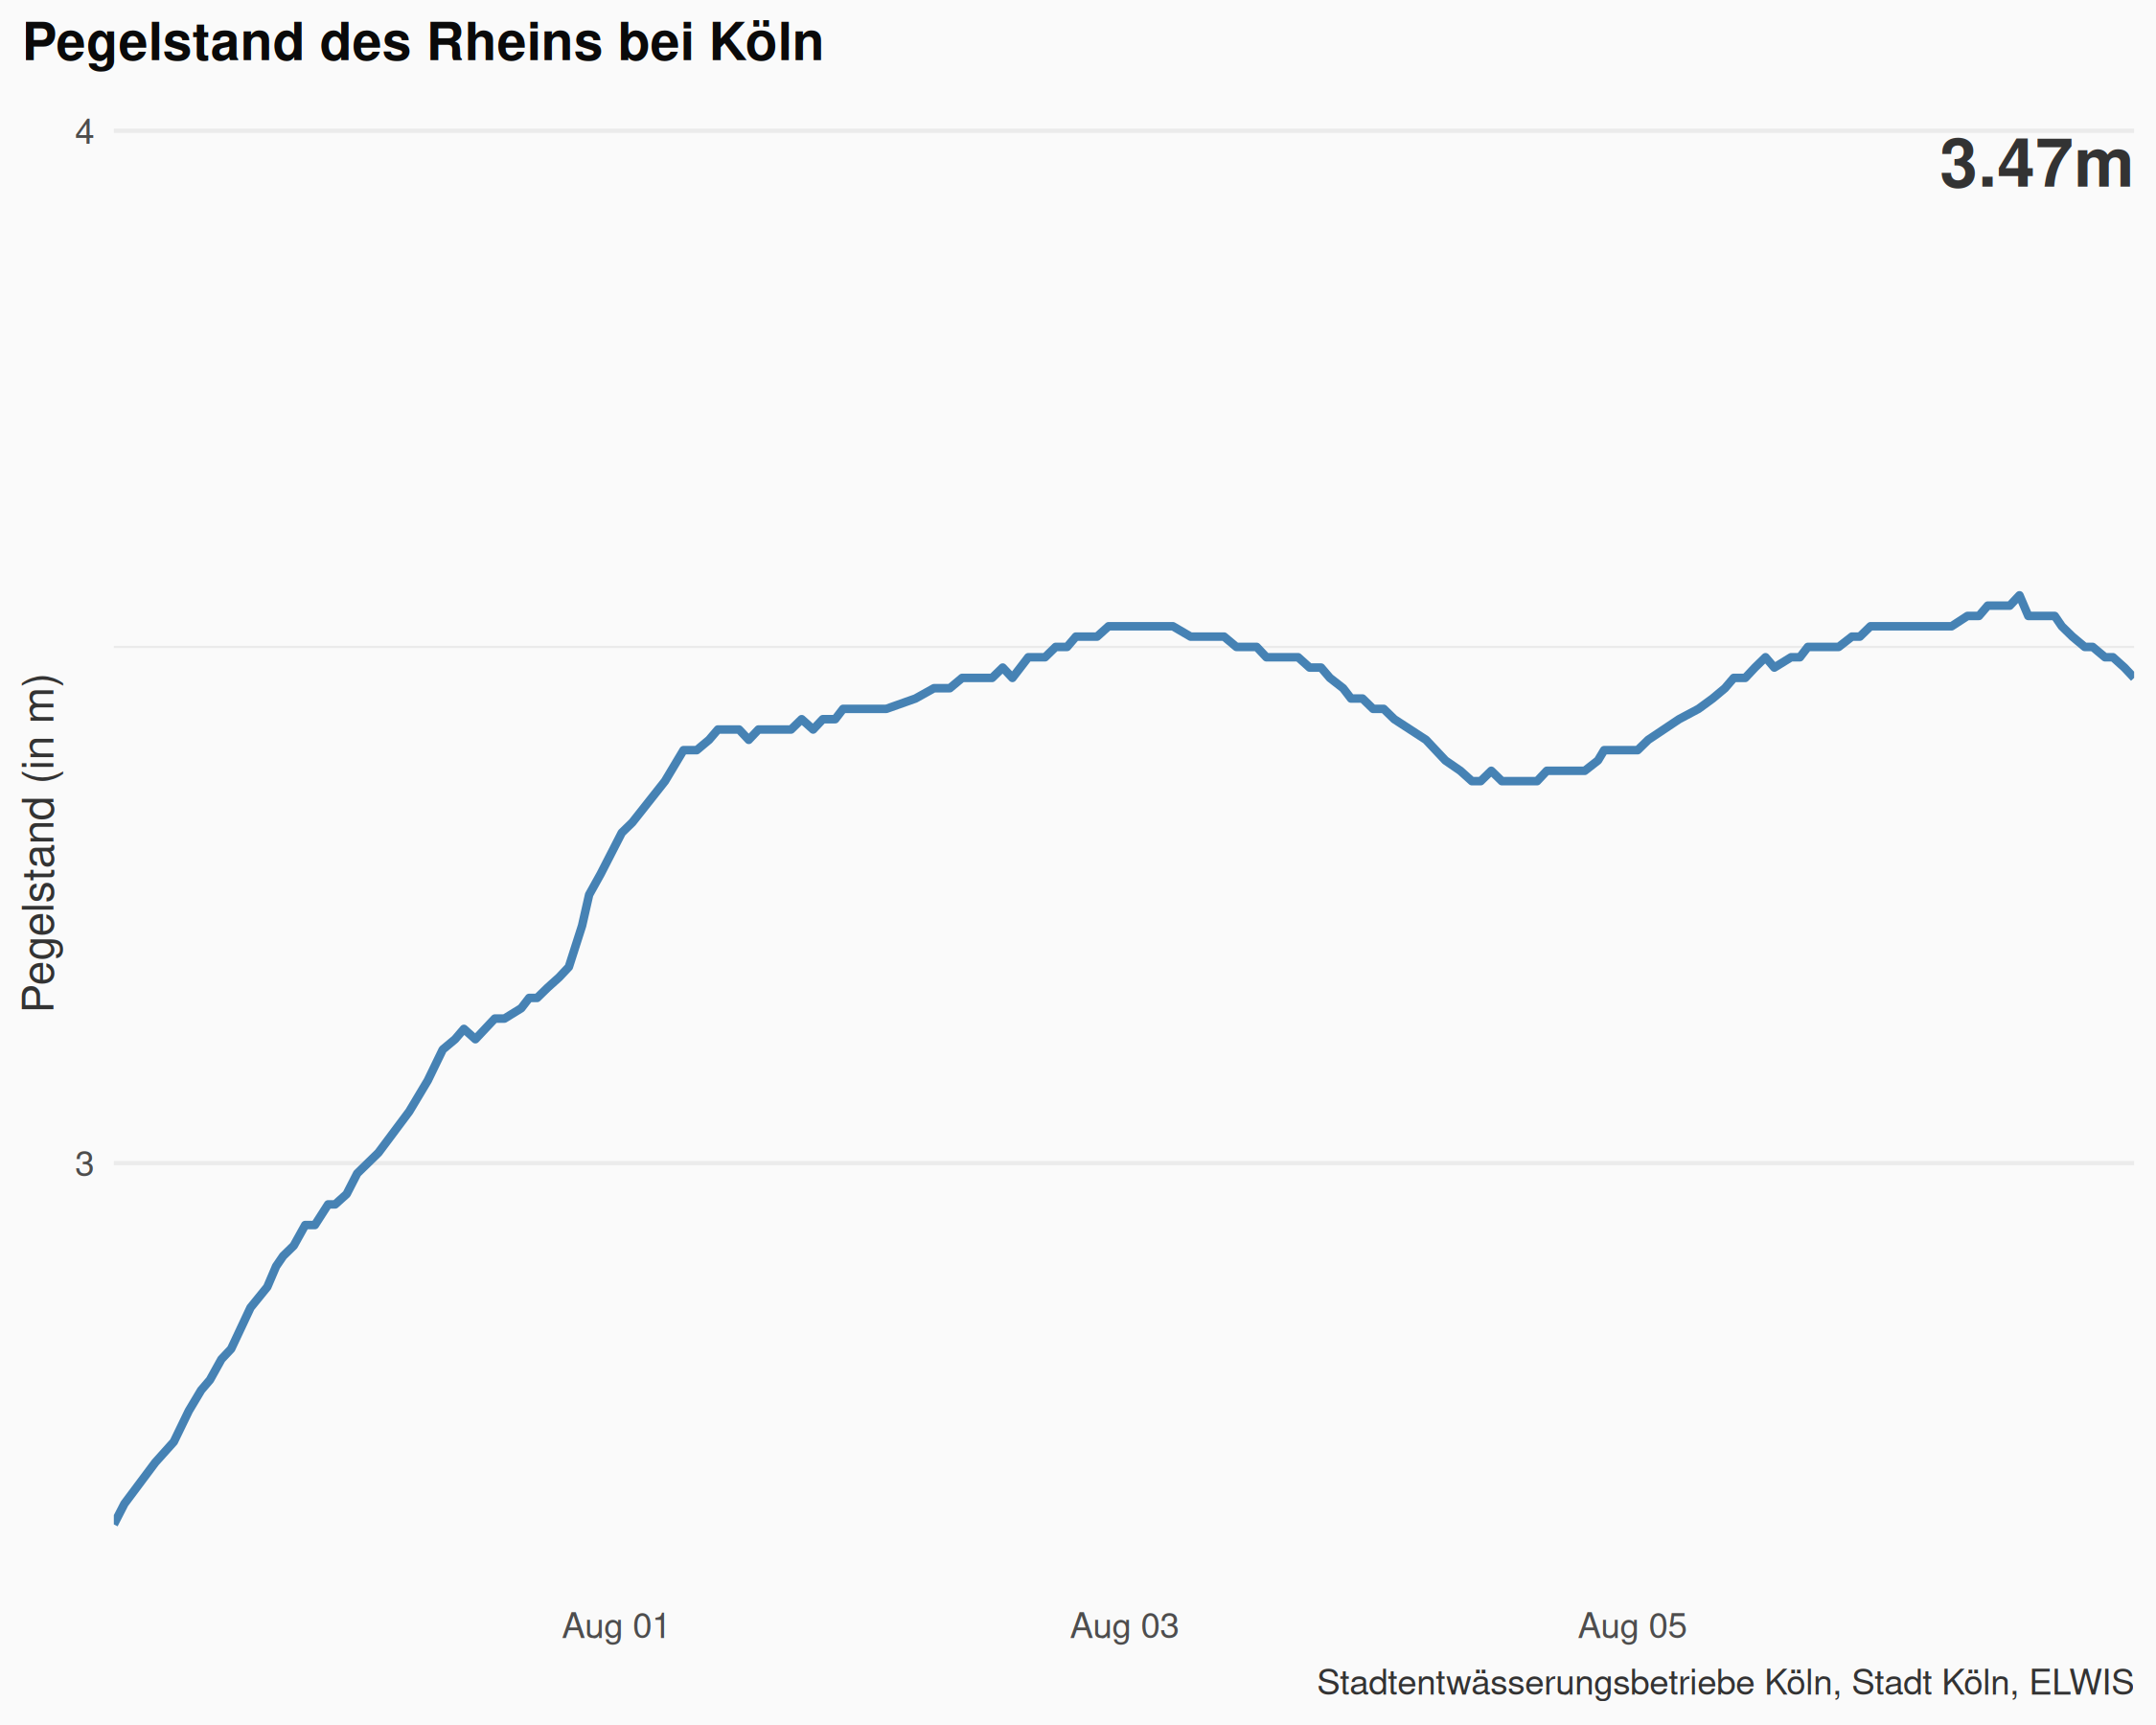 Pegelstand des Rheins bei Köln
4
3.47m
Pegelstand (in m)
3
Aug 01
Aug 03
Aug 05
Stadtentwässerungsbetriebe Köln, Stadt Köln, ELWIS